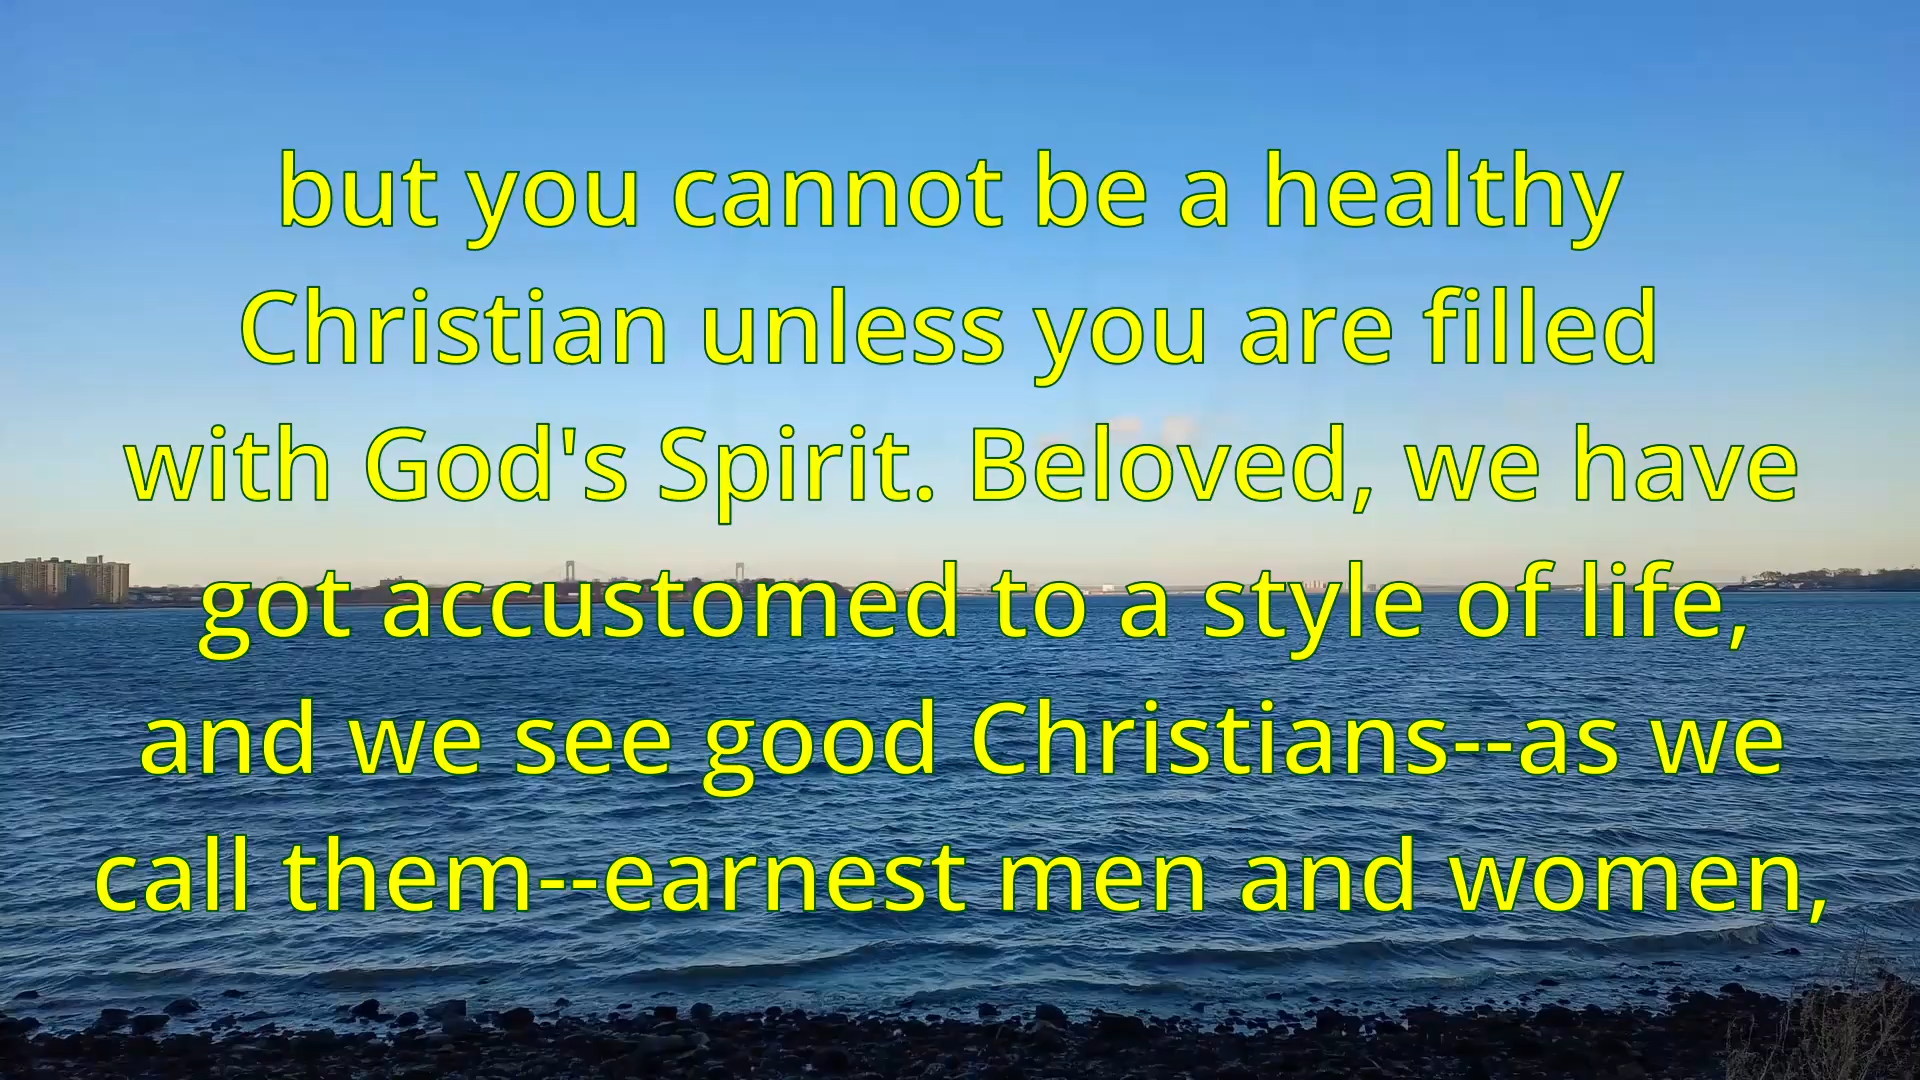 but you cannot be a healthy
Christian unless you are filled
with God's Spirit. Beloved, we have
got accustomed to a style of life,
and we see good Christians--as we
call them--earnest men and women,